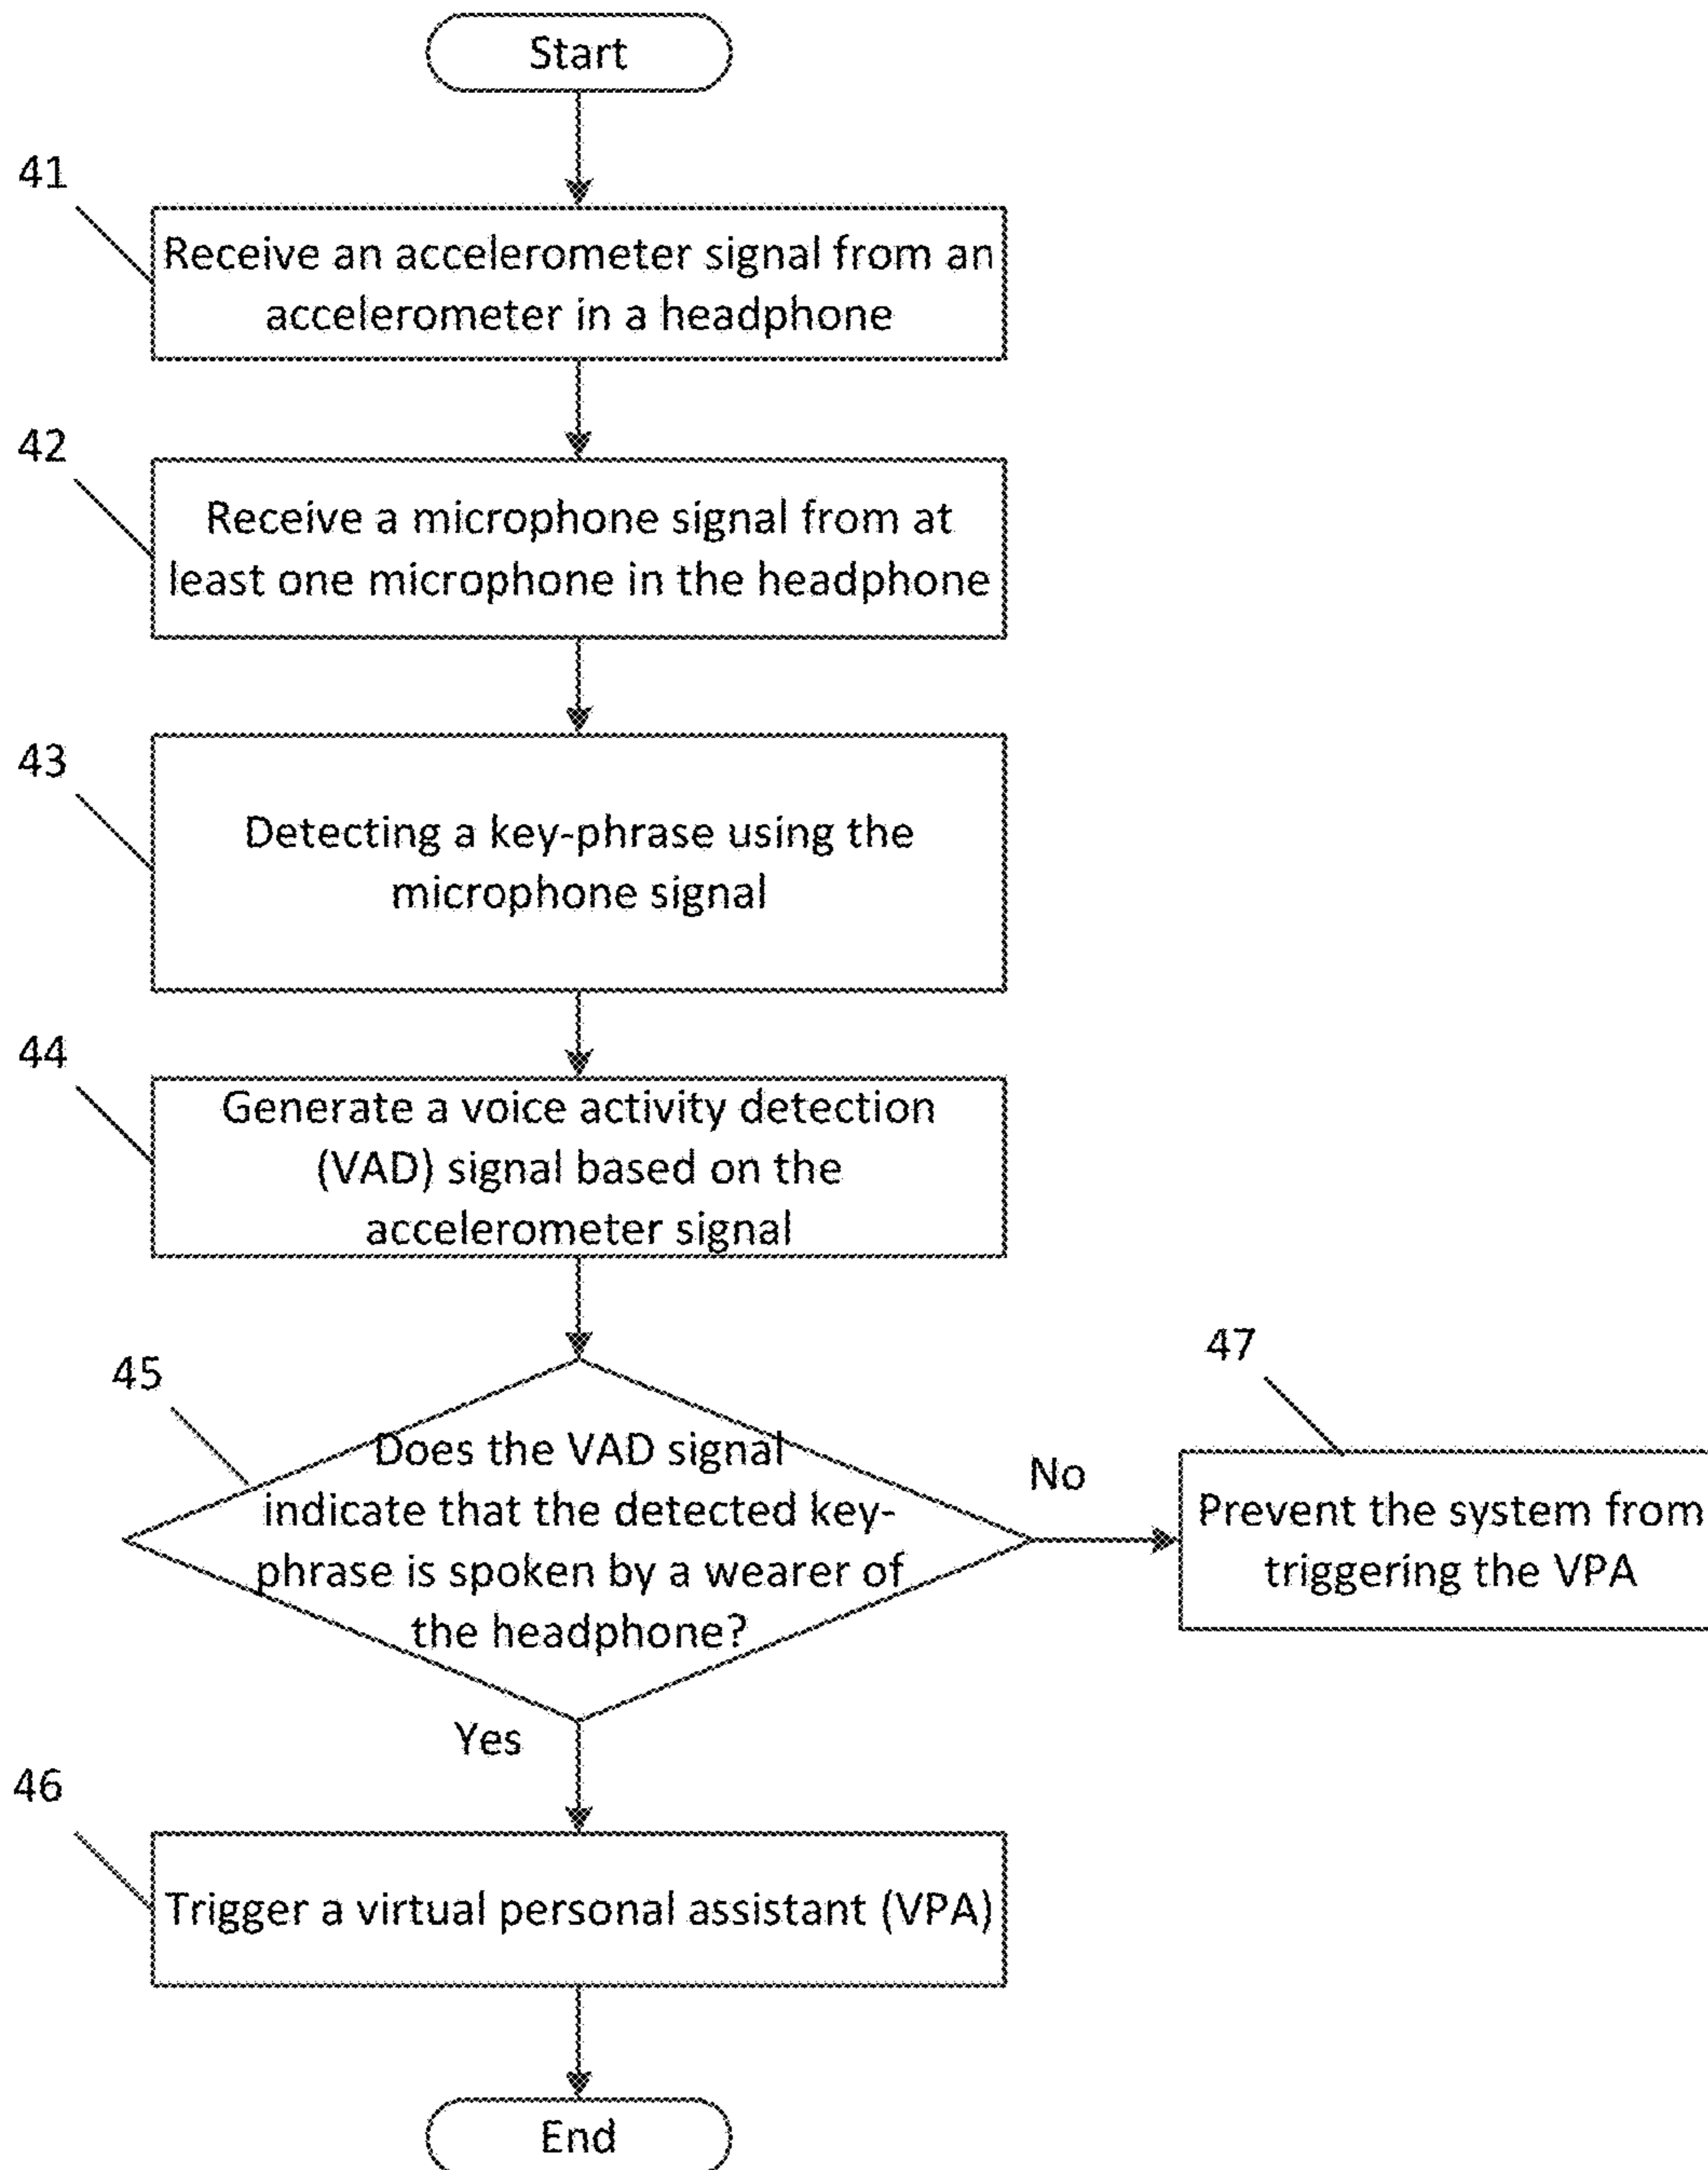 Start
41
Receive an accelerometer signal from an
accelerometer in a headphone
42
Receive a microphone signal from at
least one microphone in the headphone
43
Detecting a key-phrase using the
microphone signal
44
Generate a voice activity detection
(VAD) signal based on the
accelerometer signal
45
Does the VAD signal
indicate that the detected key-
phrase is spoken by a wearer of
the headphone?
No
47
Prevent the system from
triggering the VPA
Yes
46
Trigger a virtual personal assistant (VPA)
End